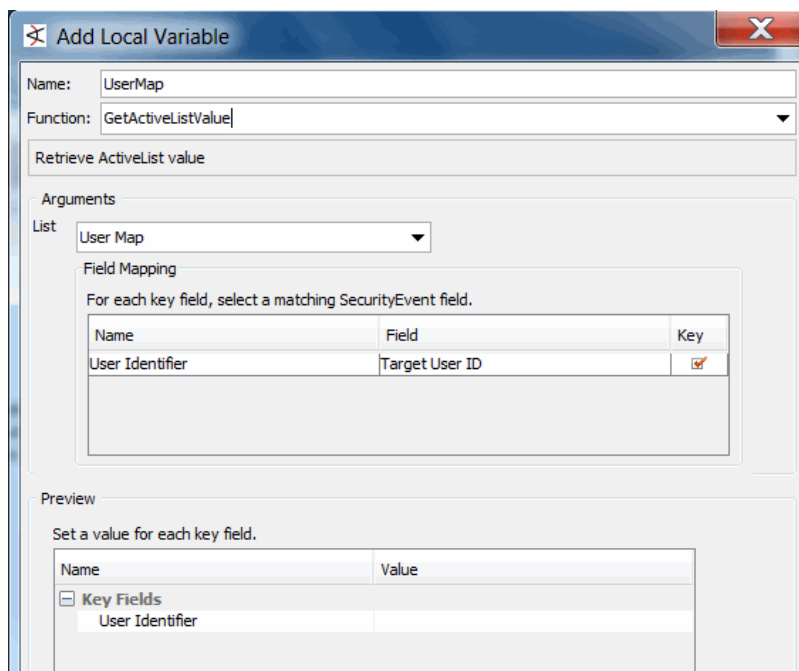 Add Local Variable
Name: UserMap
Function: GetActiveListValue
Retrieve ActiveList value
Arguments
List User Map
Field Mapping
For each key field, select a matching SecurityEvent field.
Name Field Key
User Identifier Target User ID
Preview
Set a value for each key field.
Name Value
Key Fields
User Identifier